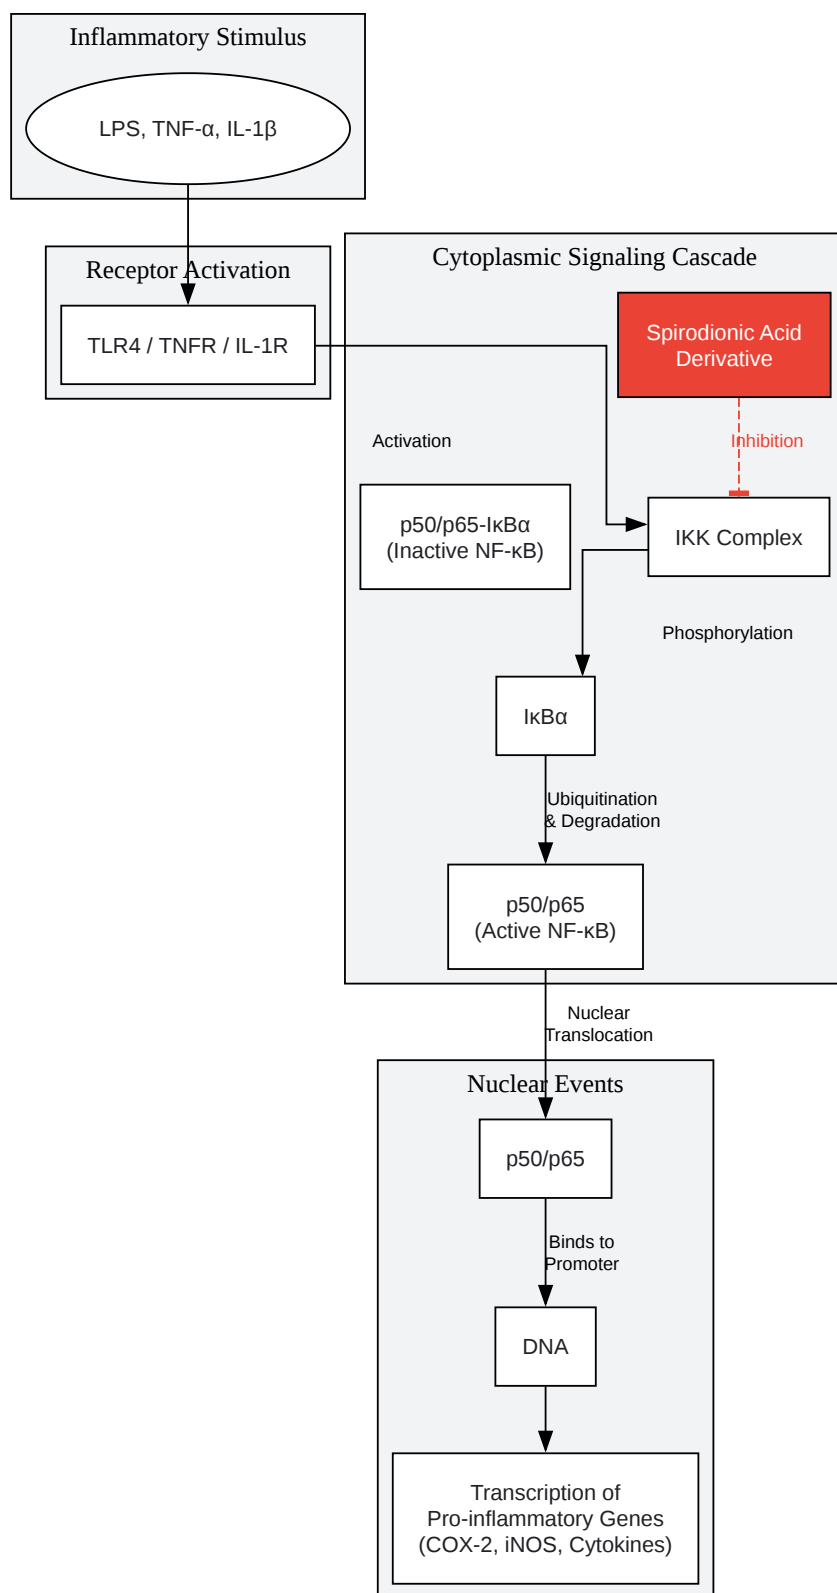 Inflammatory Stimulus
LPS, TNF-α, IL-1β
Receptor Activation
TLR4 / TNFR / IL-1R
Cytoplasmic Signaling Cascade
Spirodionic Acid
Derivative
Activation
Inhibition
p50/p65-IκBα
(Inactive NF-κB)
IKK Complex
Phosphorylation
IκBα
Ubiquitination
& Degradation
p50/p65
(Active NF-κB)
Nuclear
Translocation
Nuclear Events
p50/p65
Binds to
Promoter
DNA
Transcription of
Pro-inflammatory Genes
(COX-2, iNOS, Cytokines)